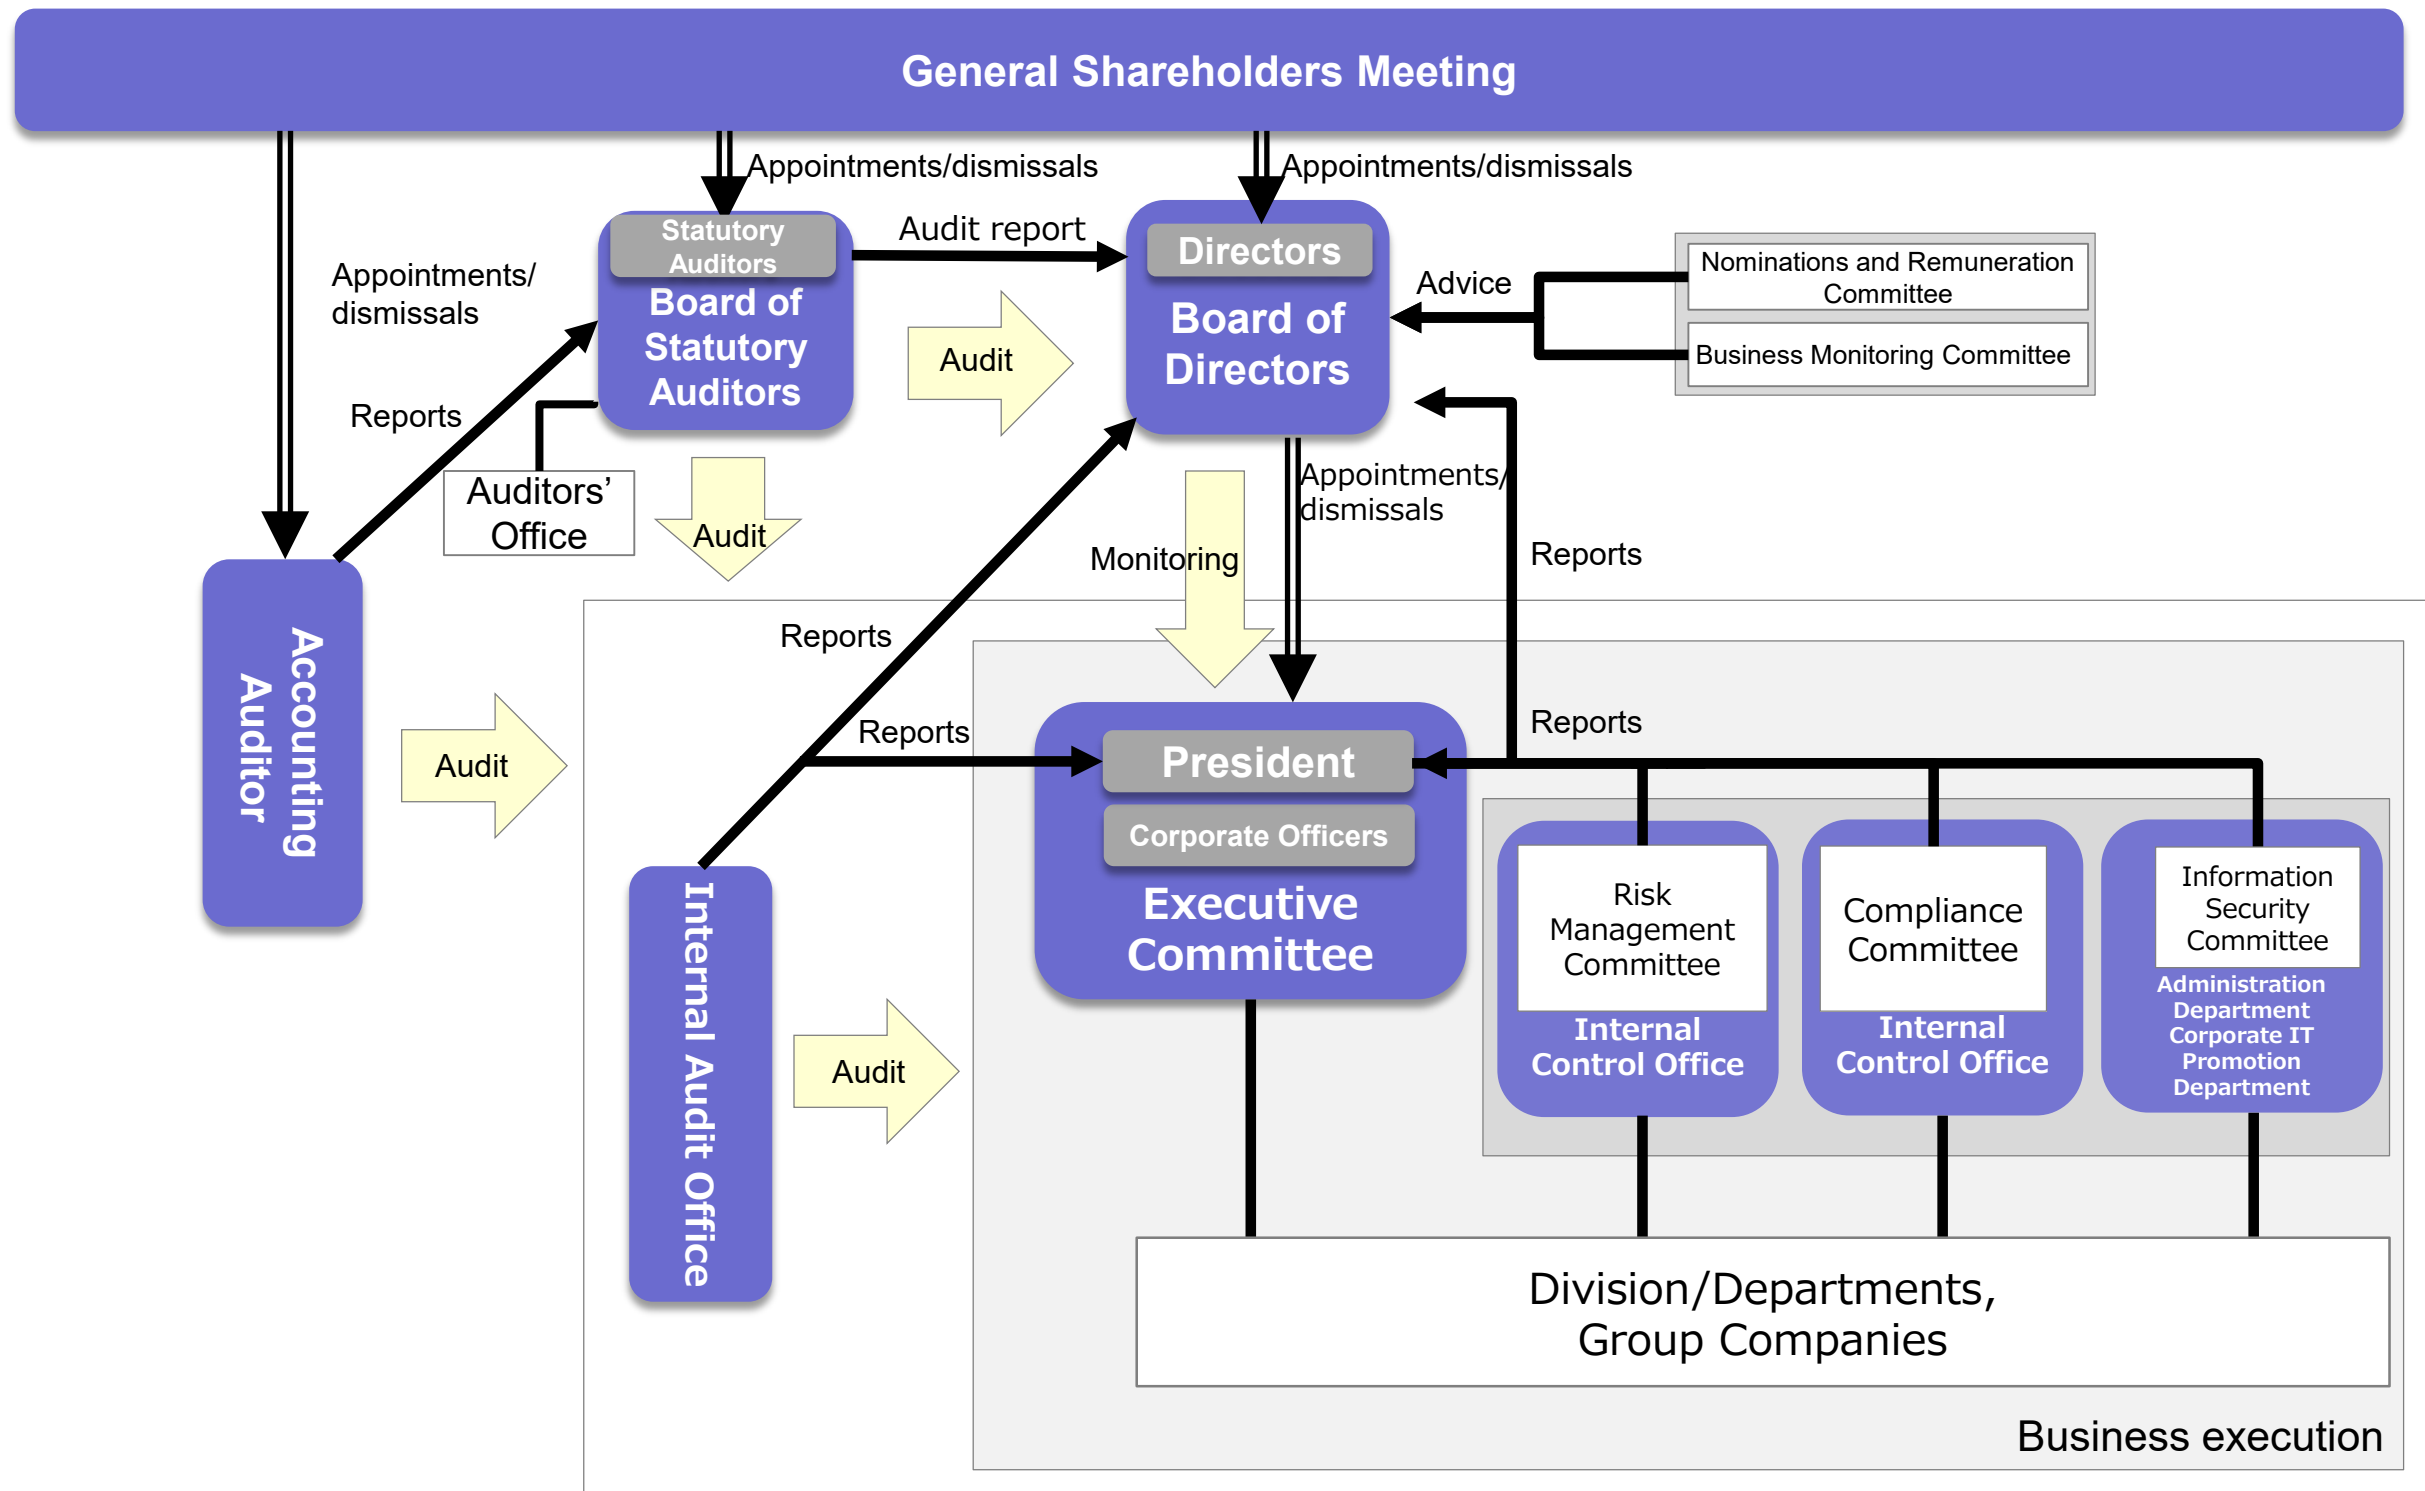 General Shareholders Meeting
Appointments/dismissals
Appointments/dismissals
Appointments/
dismissals
Statutory
Auditors
Board of
Statutory
Auditors
Audit report
Directors
Board of
Directors
Advice
Nominations and Remuneration
Committee
Business Monitoring Committee
Audit
Reports
Auditors’
Office
Audit
Appointments/
dismissals
Monitoring
Reports
Reports
Accounting
Auditor
Audit
Reports
Reports
President
Corporate Officers
Executive
Committee
Risk
Management
Committee
Internal
Control Office
Compliance
Committee
Internal
Control Office
Information
Security
Committee
Administration
Department
Corporate IT
Promotion
Department
Internal Audit Office
Audit
Division/Departments,
Group Companies
Business execution